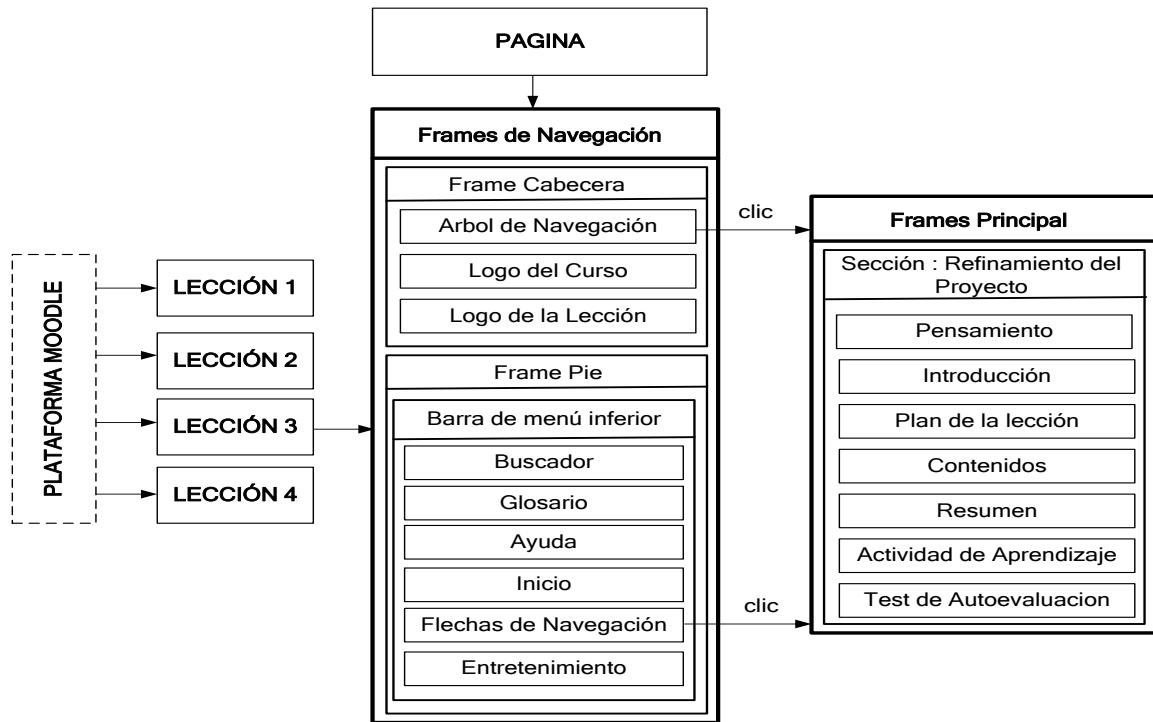 PAGINA
Frames de Navegación
Frame Cabecera
Arbol de Navegación
Logo del Curso
Logo de la Lección
Frame Pie
Barra de menú inferior
Buscador
Glosario
Ayuda
Inicio
Flechas de Navegación
Entretenimiento
PLATAFORMA MOODLE
LECCIÓN 1
LECCIÓN 2
LECCIÓN 3
LECCIÓN 4
clic
clic
Frames Principal
Sección : Refinamiento del
Proyecto
Pensamiento
Introducción
Plan de la lección
Contenidos
Resumen
Actividad de Aprendizaje
Test de Autoevaluacion